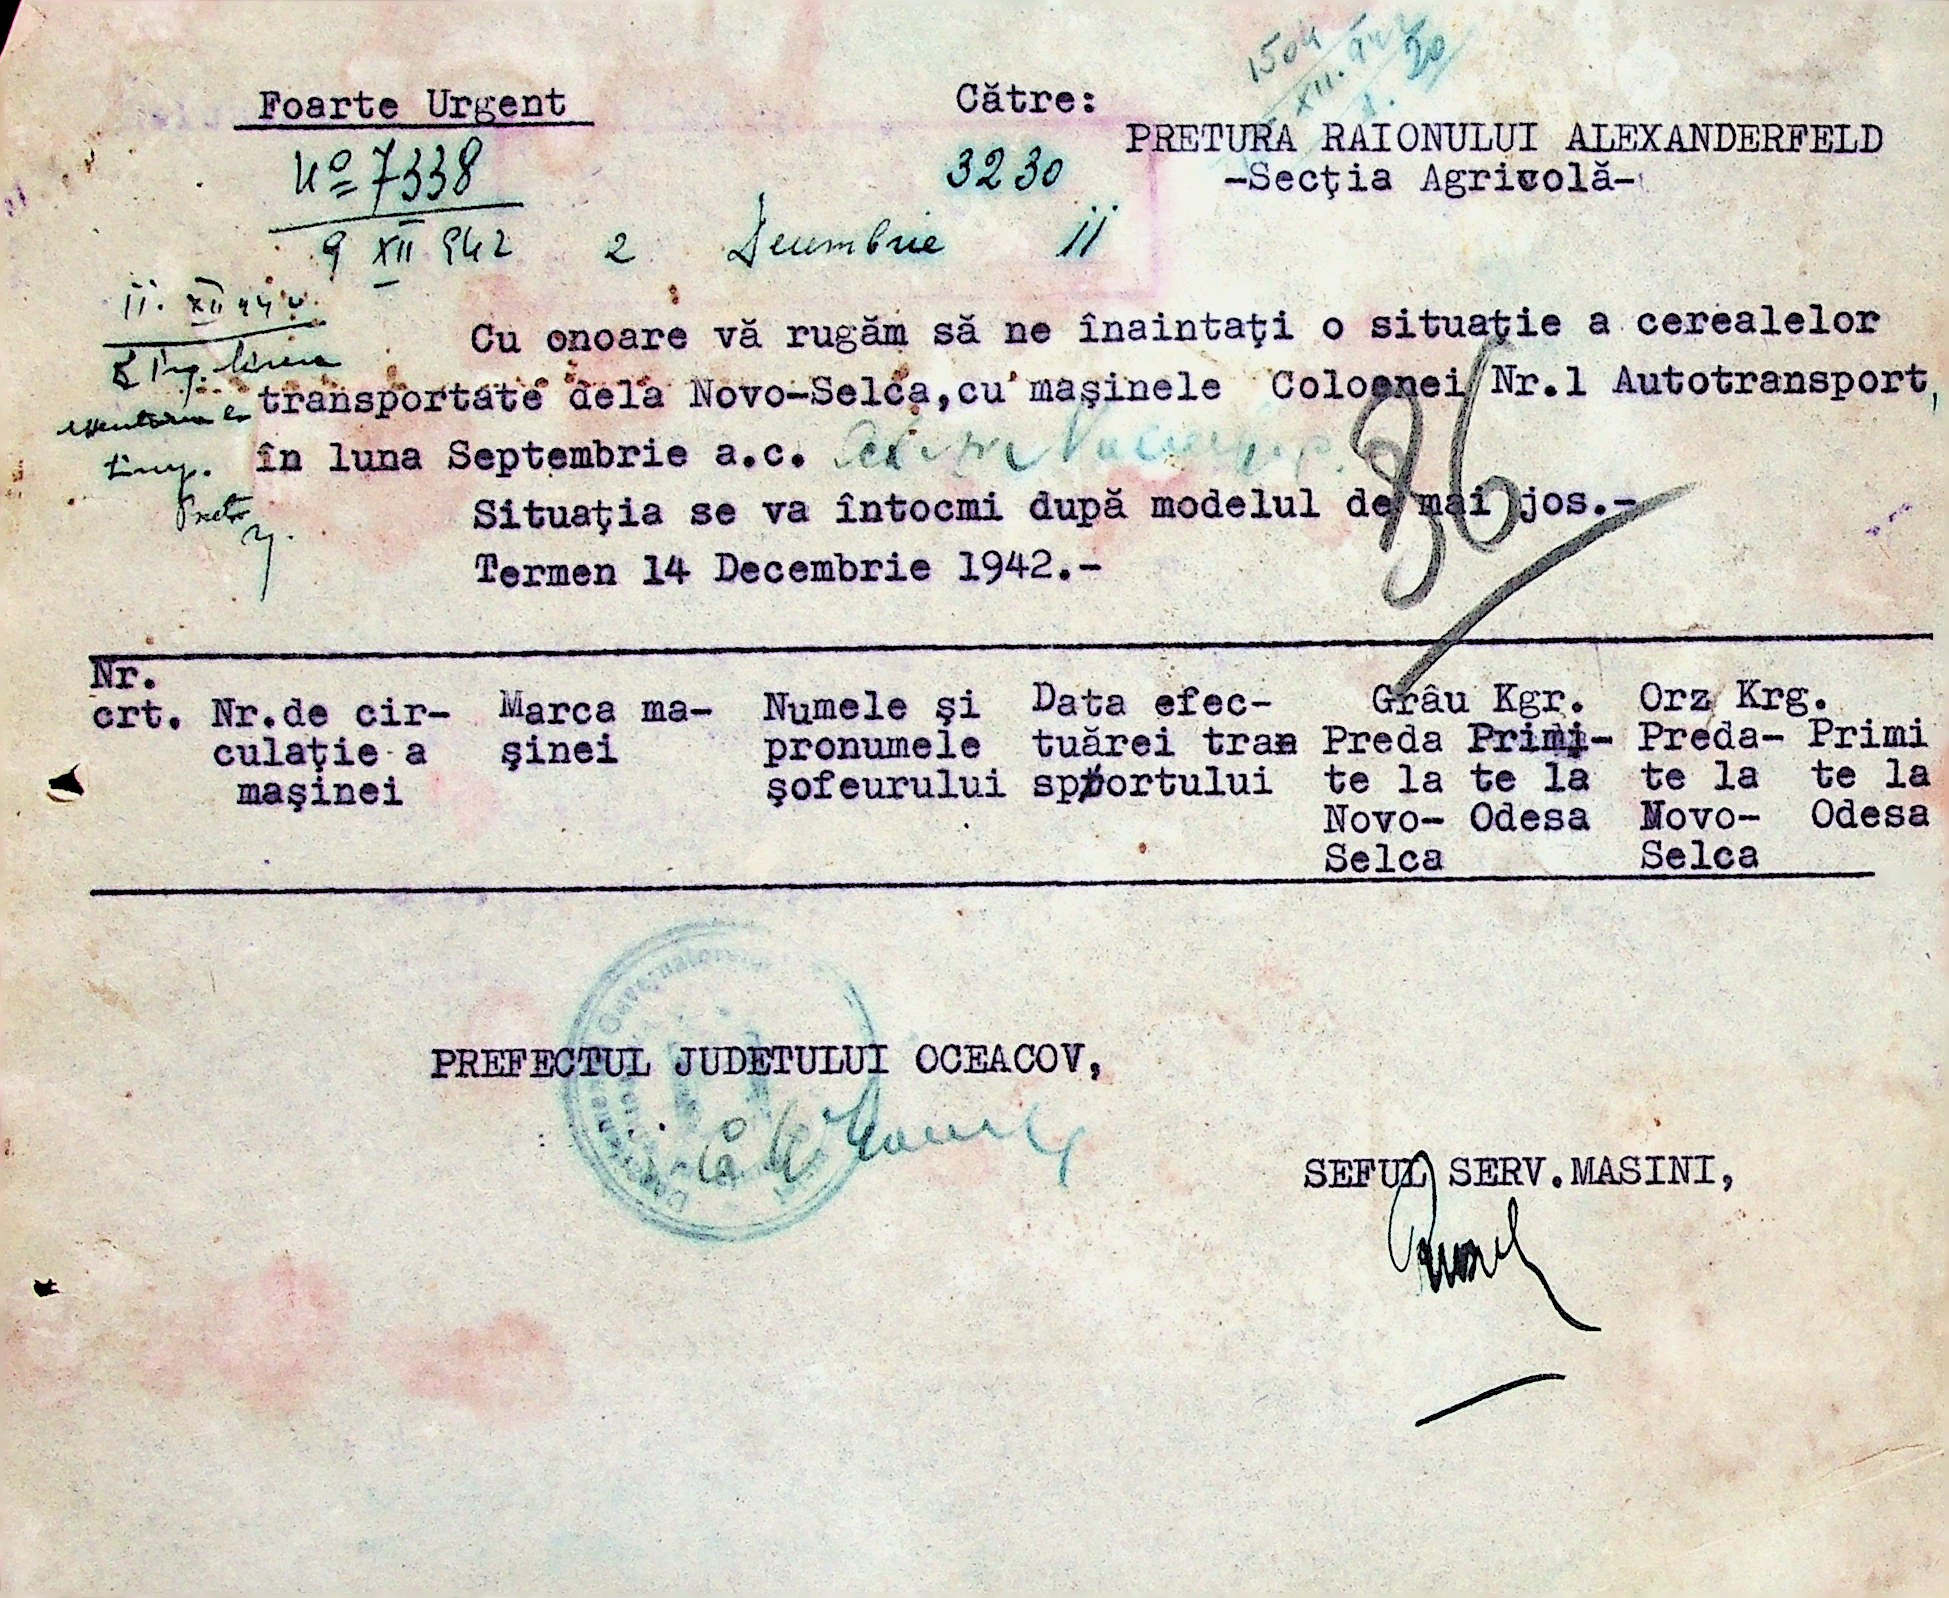 Foarte Urgent
Nº 7338
9 XII 942
Către:
PRETURA RAIONULUI ALEXANDERFELD
-Secţia Agricolă-
3230
2 Decembrie 11
Cu onoare vă rugăm să ne înaintaţi o situaţie a cerealelor
transportate dela Novo-Selca,cu maşinele Coloanei Nr.1 Autotransport,
în luna Septembrie a.c.
Situaţia se va întocmi după modelul de mai jos.-
Termen 14 Decembrie 1942.-
36
Nr.
crt. Nr.de cir- Marca ma- Numele şi Data efec- Grâu Kgr. Orz Krg.
culaţie a şinei pronumele tuărei tran Preda Primi- Preda- Primi
maşinei şofeurului sportului te la te la te la te la
Novo- Odesa Novo- Odesa
Selca Selca
PREFECTUL JUDETULUI OCEACOV,
SEFUL SERV.MASINI,